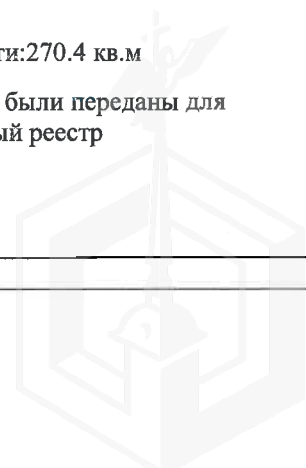 ти:270.4 кв.м
были переданы для
ый реестр